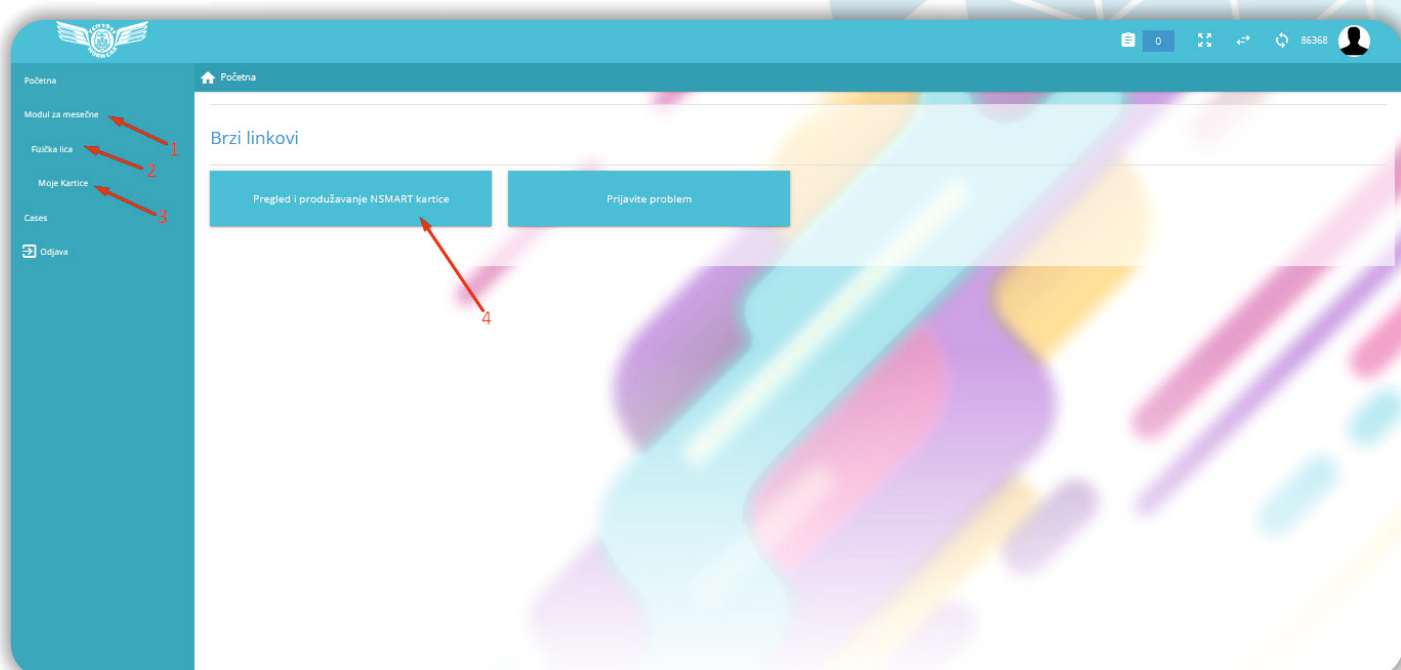 0
86368
Početna
Početna
Modul za mesečne
1
Fizička lica
2
Moje Kartice
3
Cases
Odjava
Brzi linkovi
Pregled i produžavanje NSMART kartice
Prijavite problem
4